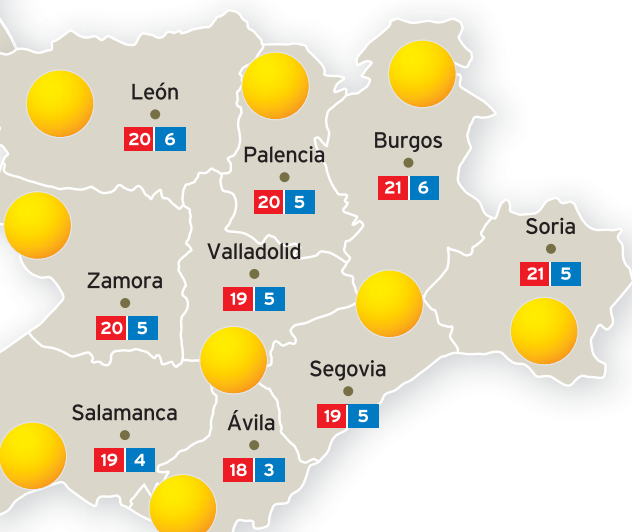 León
20 6
Palencia
20 5
Burgos
21 6
Soria
21 5
Valladolid
19 5
Zamora
20 5
Segovia
19 5
Salamanca
19 4
Ávila
18 3